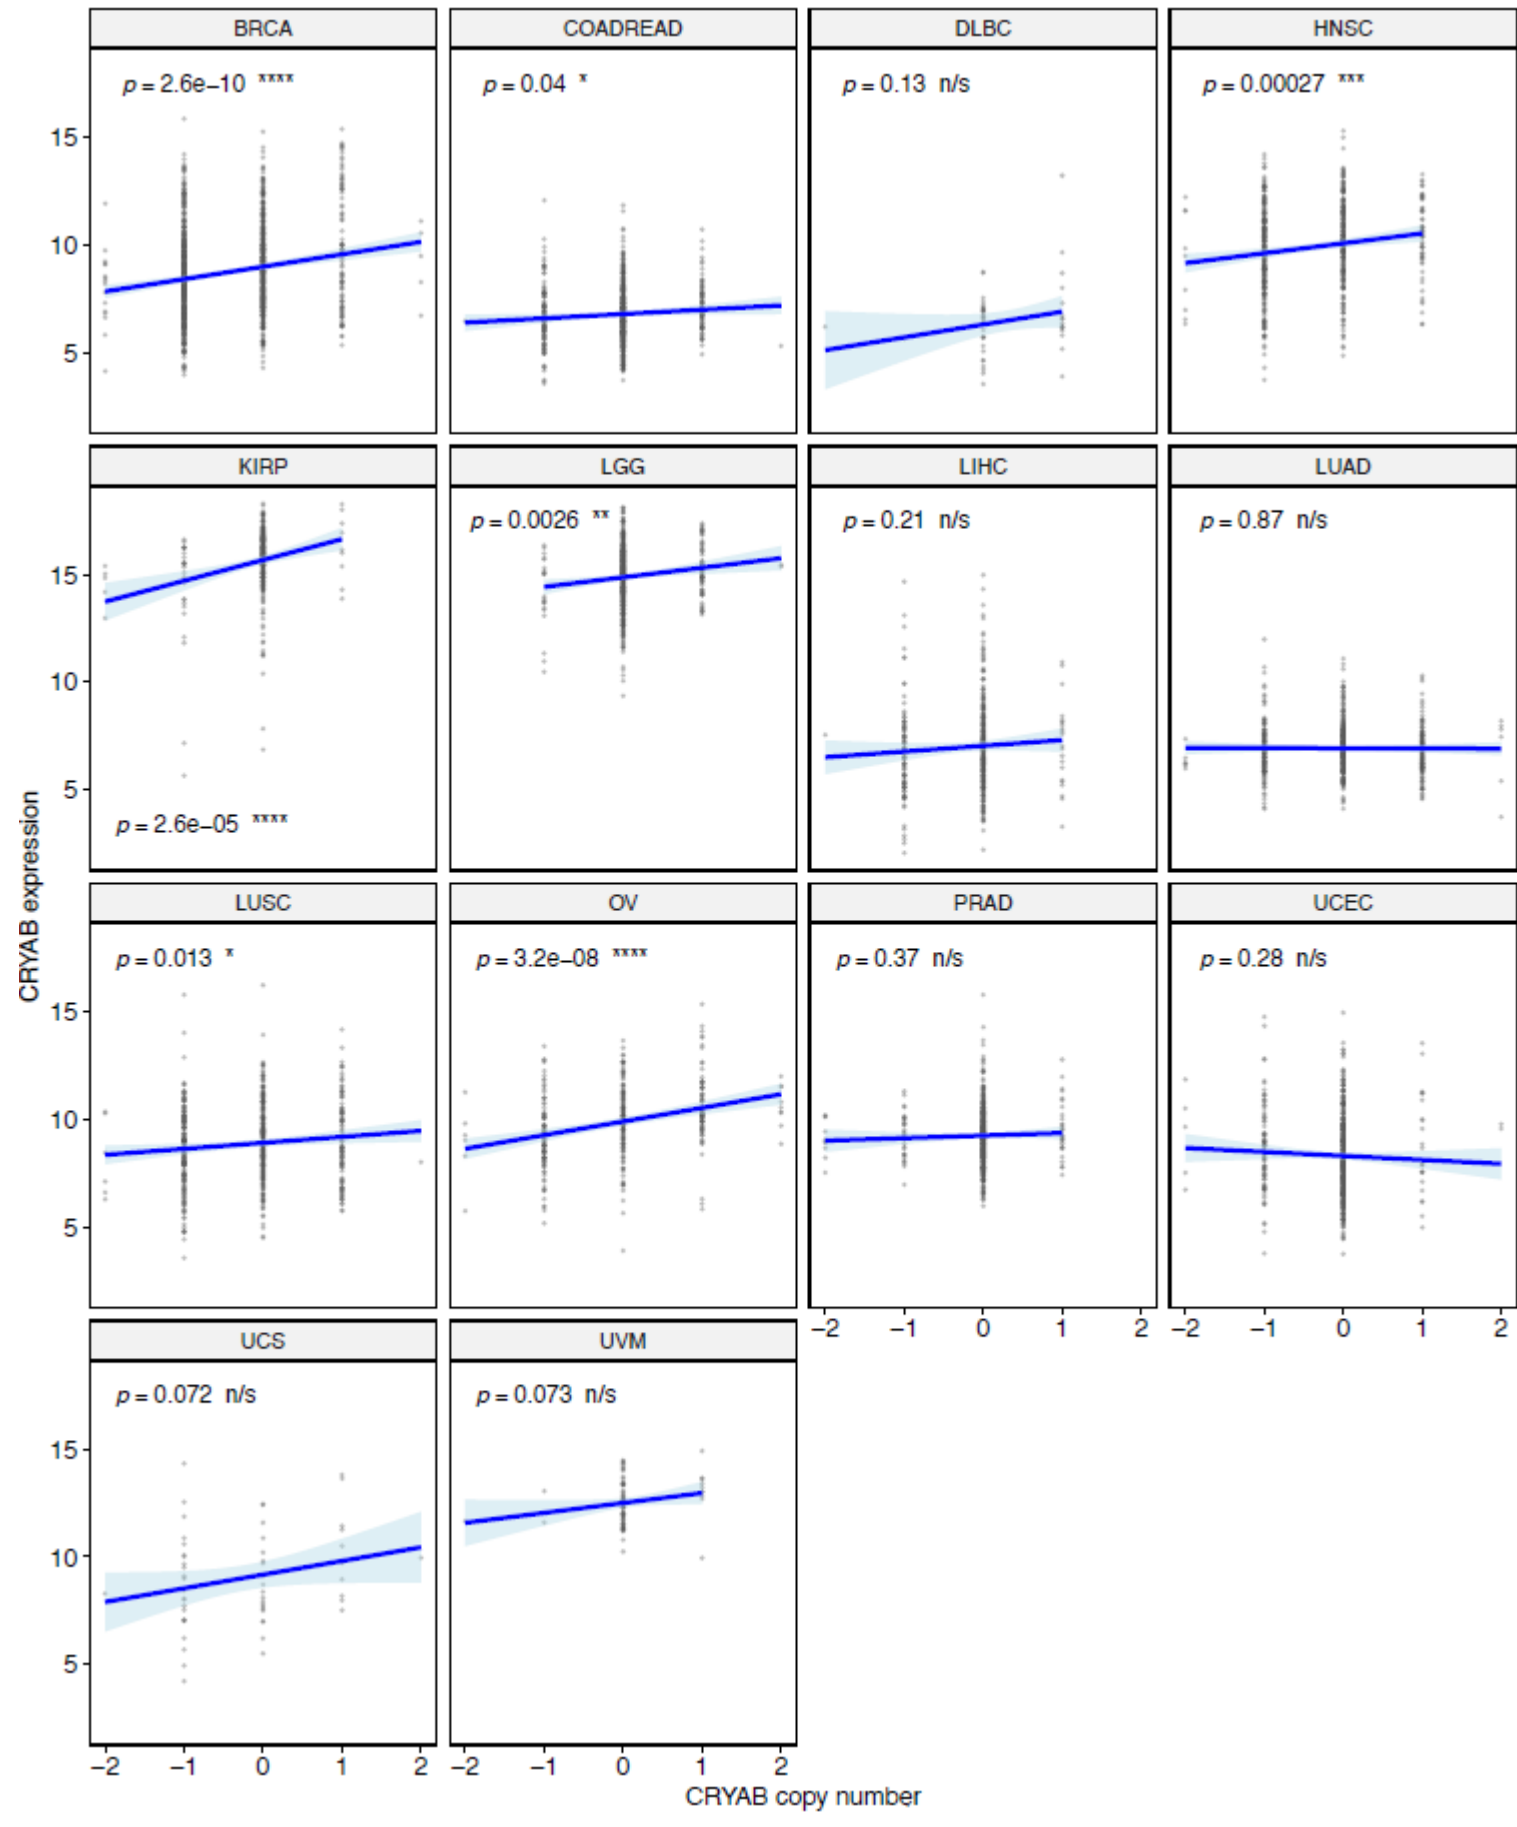 BRCA COADREAD DLBC HNSC
p = 2.6e−10 **** p = 0.04 * p = 0.13 n/s p = 0.00027 ***
15
10
5
KIRP LGG LIHC LUAD
p = 0.0026 ** p = 0.21 n/s p = 0.87 n/s
15
10
5
p = 2.6e−05 ****
CRYAB expression
LUSC OV PRAD UCEC
p = 0.013 * p = 3.2e−08 **** p = 0.37 n/s p = 0.28 n/s
15
10
5
−2 −1 0 1 2 −2 −1 0 1 2
UCS UVM
p = 0.072 n/s p = 0.073 n/s
15
10
5
−2 −1 0 1 2 −2 −1 0 1 2
CRYAB copy number